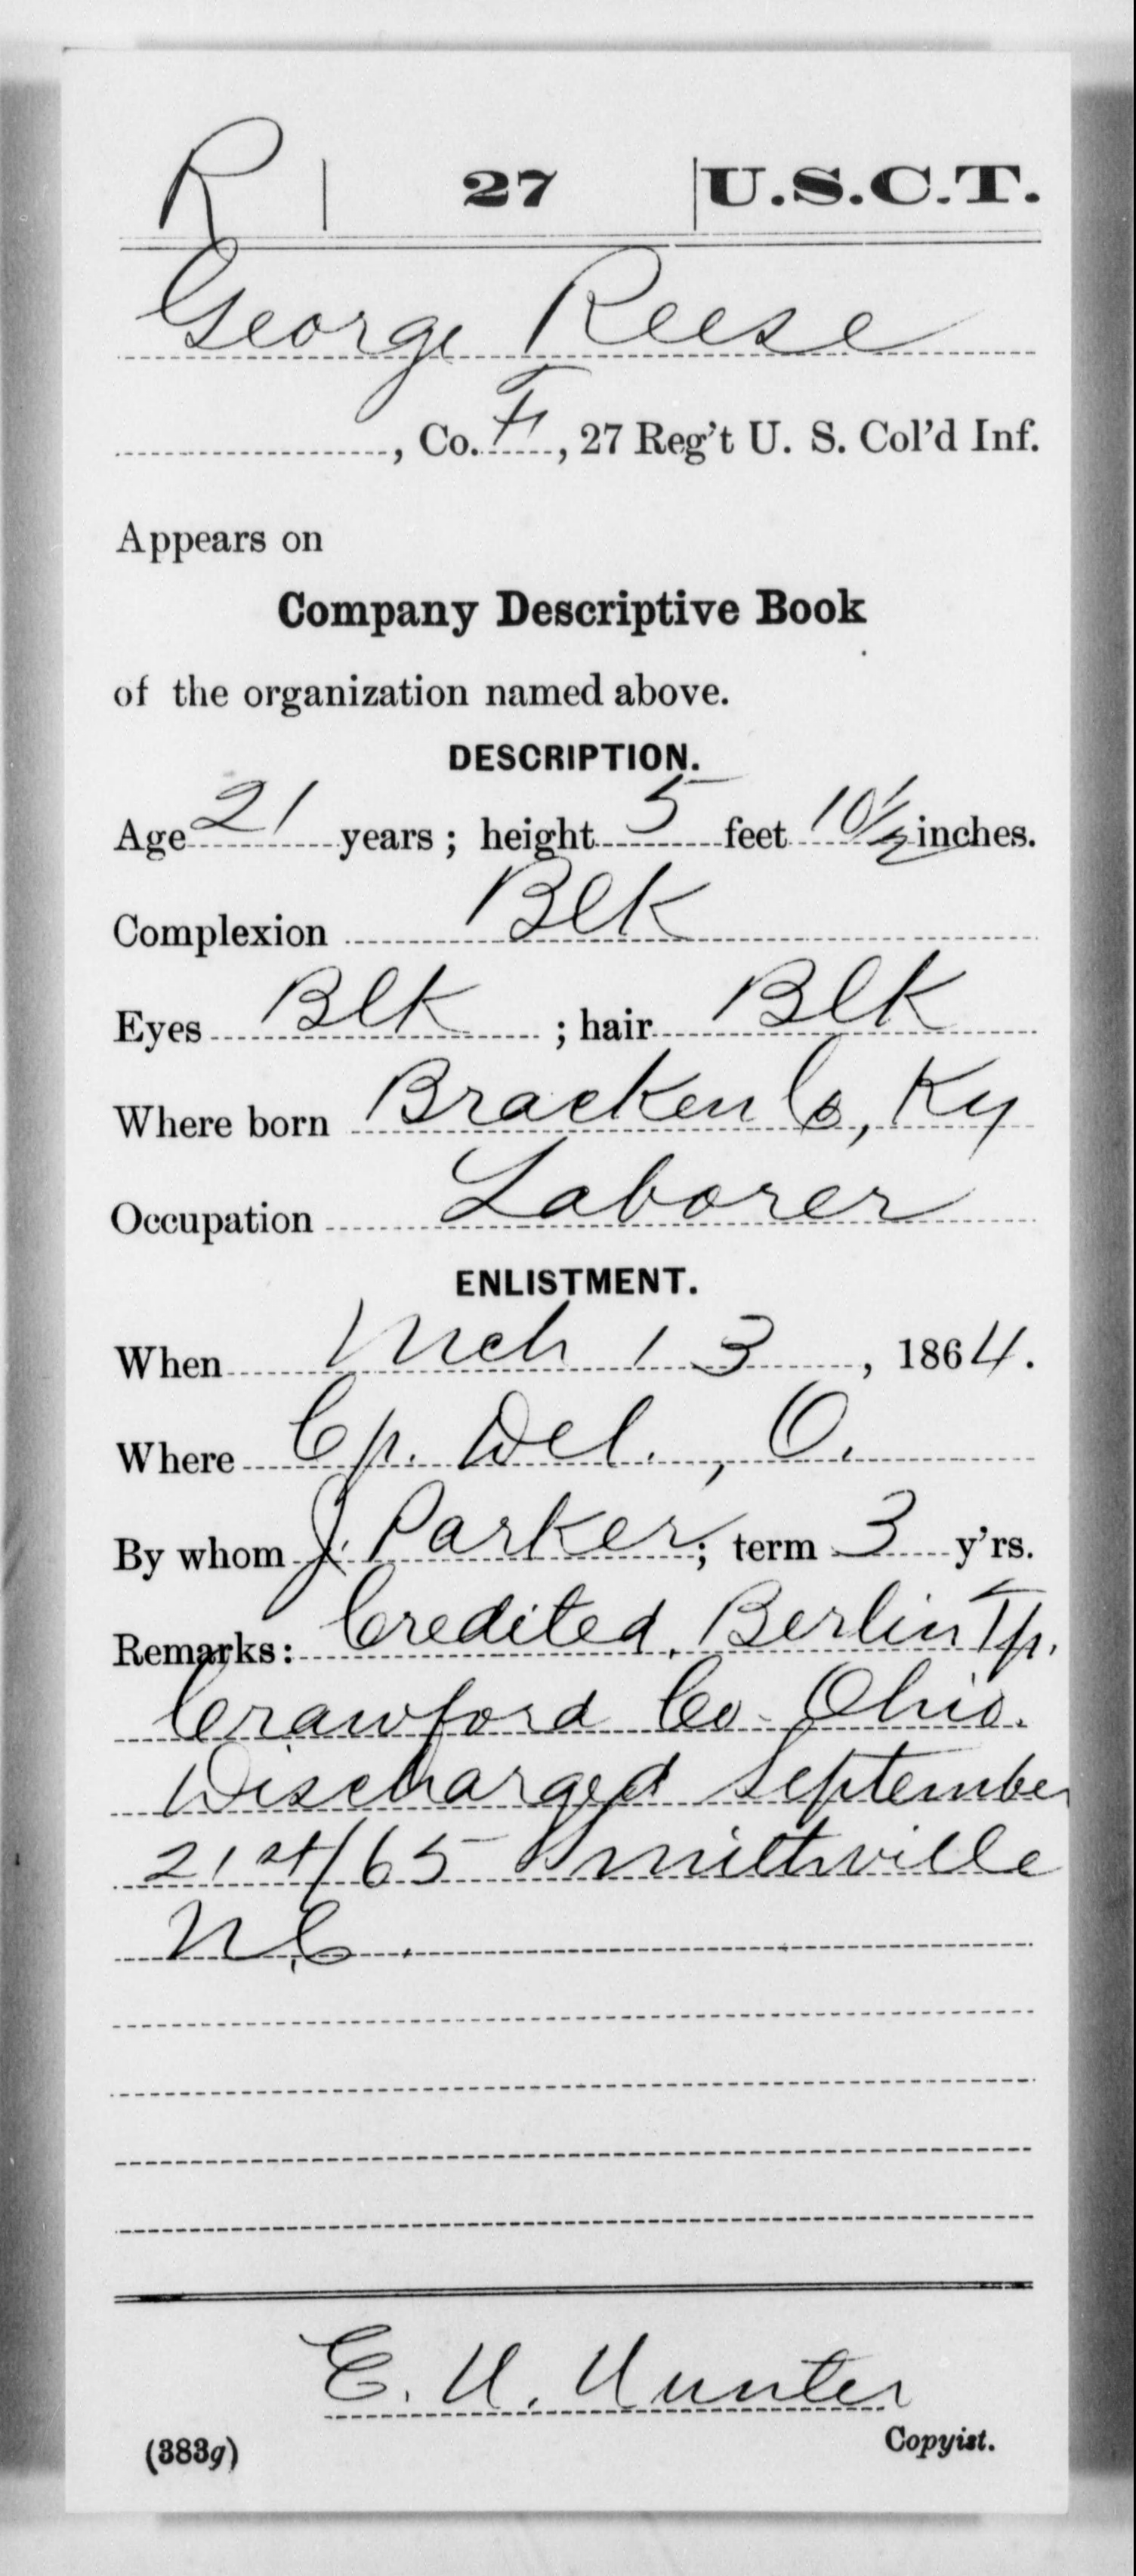 R | 27 | U.S.C.T.
George Reese
, Co. F, 27 Reg't U. S. Col'd Inf.
Appears on
Company Descriptive Book
of the organization named above.
DESCRIPTION.
Age 21 years; height 5 feet 10 1/2 inches.
Complexion Blk
Eyes Blk; hair Blk
Where born Bracken Co, Ky
Occupation Laborer
ENLISTMENT.
When Mch 13, 1864.
Where Cp. Del., O.
By whom J. Parker; term 3 y'rs.
Remarks: Credited Berlin Tp.
Crawford Co. Ohio.
Discharged September
21st/65 Smithville
N.C.
E. H. Hunter
Copyist.
(383g)